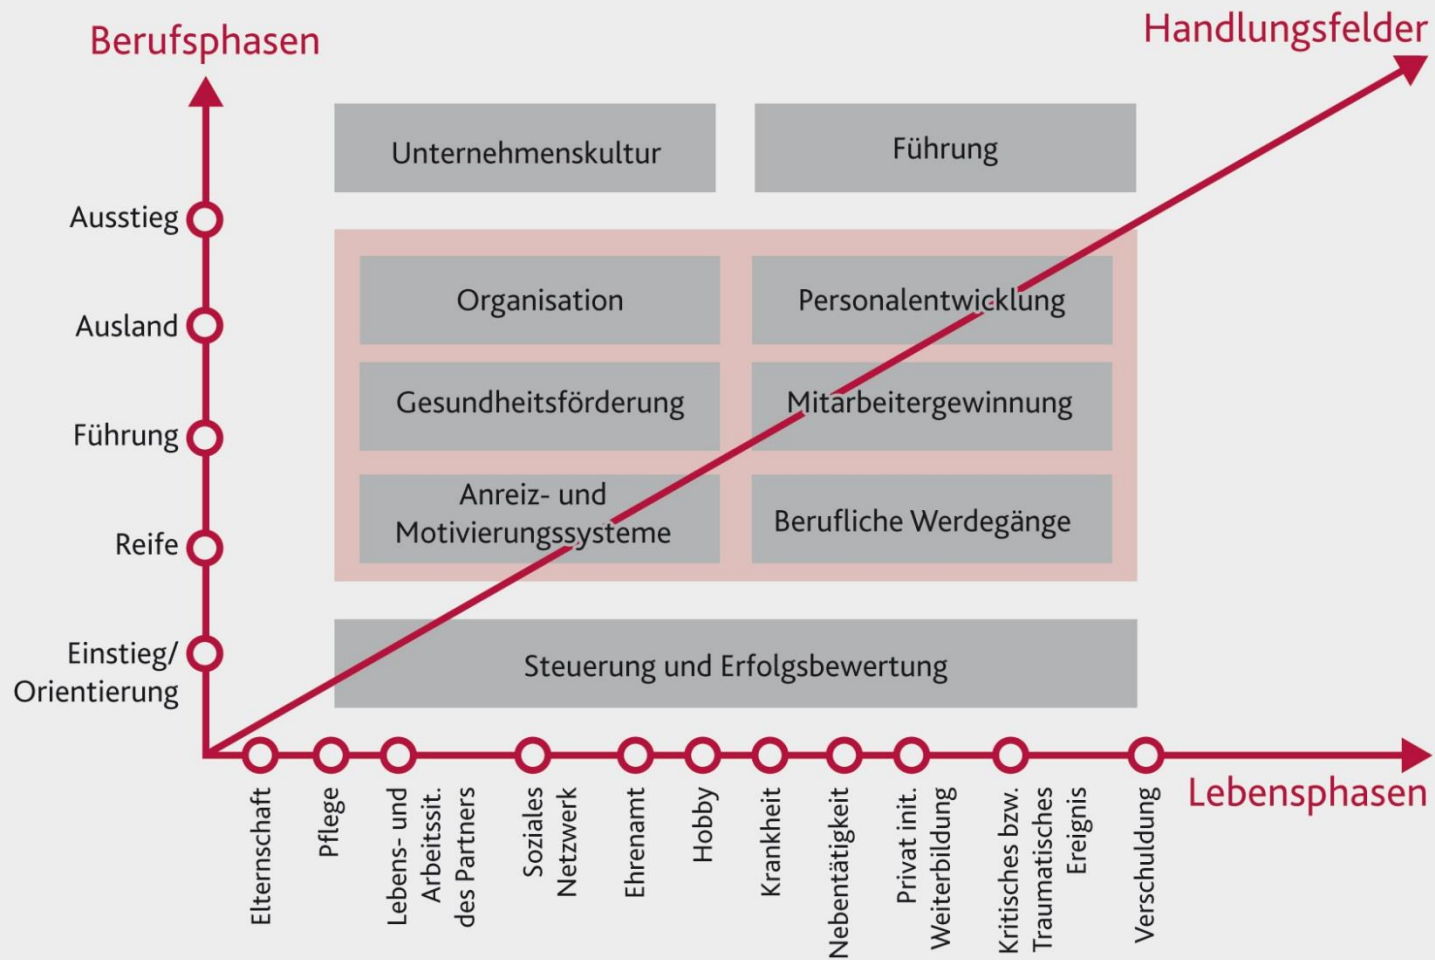 Berufsphasen
Handlungsfelder
Unternehmenskultur
Führung
Ausstieg
Organisation
Personalentwicklung
Ausland
Gesundheitsförderung
Mitarbeitergewinnung
Führung
Anreiz- und
Motivierungssysteme
Berufliche Werdegänge
Reife
Einstieg/
Orientierung
Steuerung und Erfolgsbewertung
Lebensphasen
Elternschaft
Pflege
Lebens- und
Arbeitssit.
des Partners
Soziales
Netzwerk
Ehrenamt
Hobby
Krankheit
Nebentätigkeit
Privat init.
Weiterbildung
Kritisches bzw.
Traumatisches
Ereignis
Verschuldung